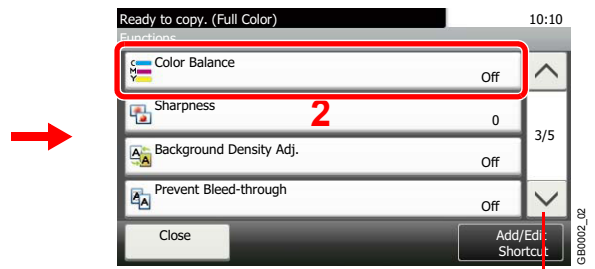 Ready to copy. (Full Color)
10:10
Functions
C
M
Y
Color Balance
Off
2
Sharpness
0
3/5
A
A
Background Density Adj.
Off
A
A
Prevent Bleed-through
Off
Close
Add/Edit
Shortcut
GB0002_02